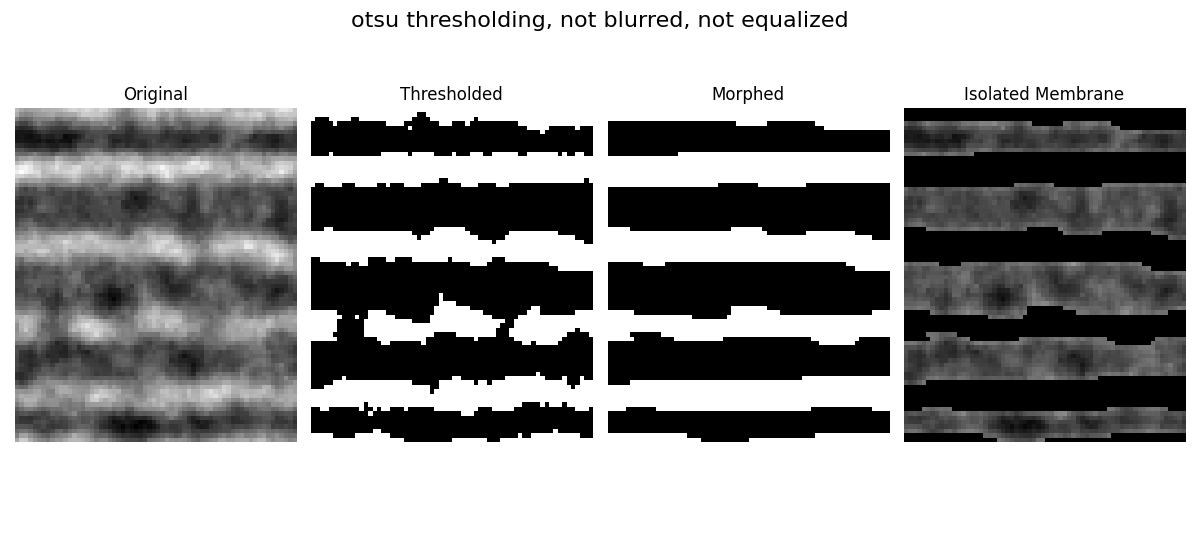 otsu thresholding, not blurred, not equalized
Original
Thresholded
Morphed
Isolated Membrane